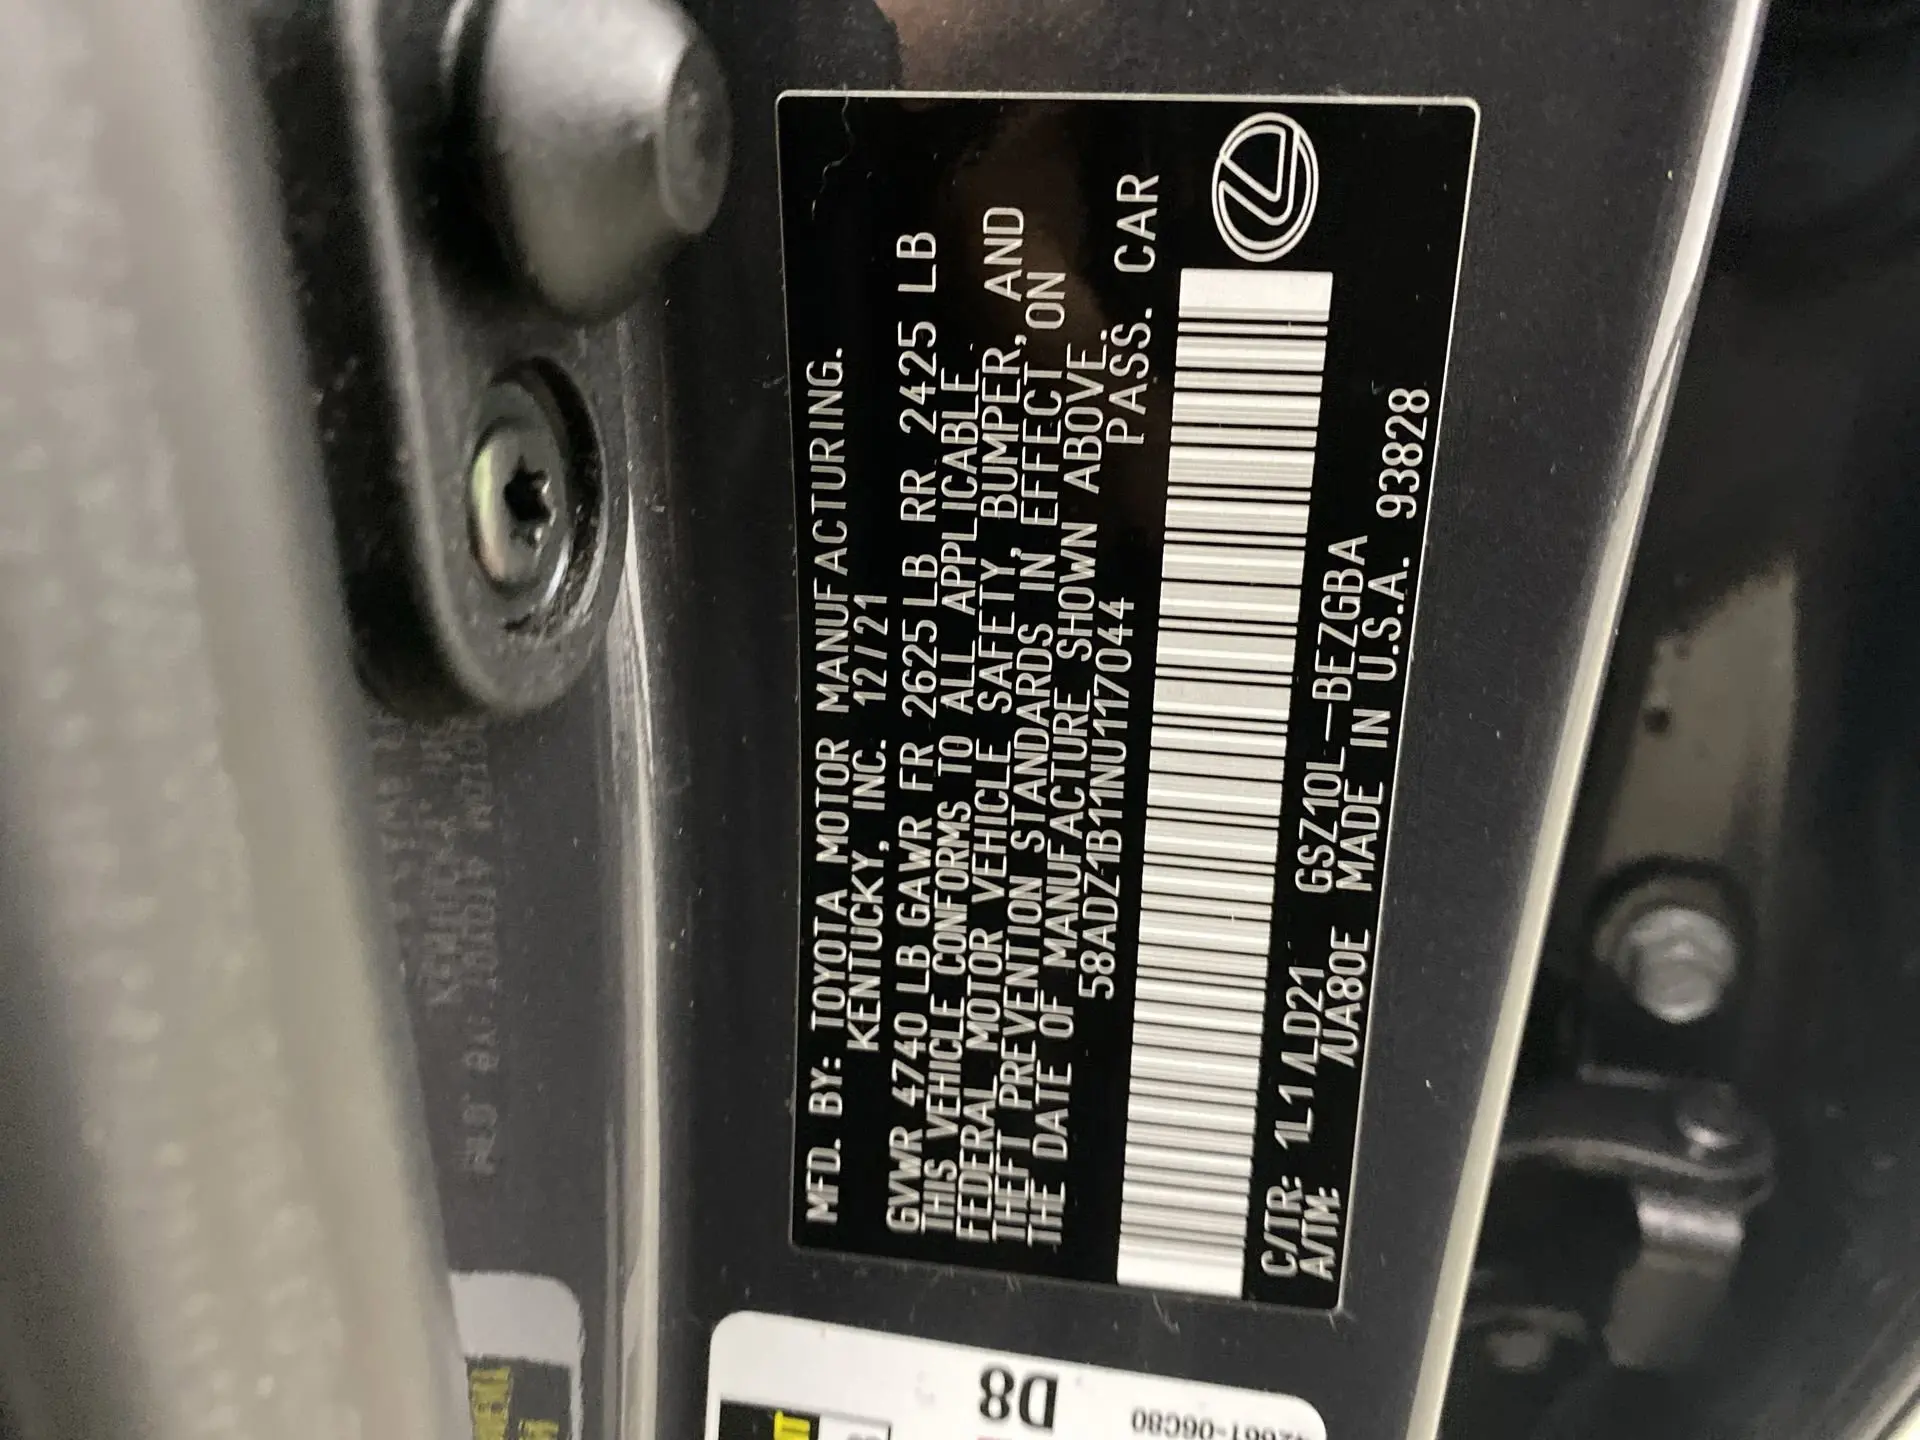 MFD. BY: TOYOTA MOTOR MANUFACTURING.
KENTUCKY, INC. 12/21
GVWR 4740 LB GAWR FR 2625LB RR 2425 LB
THIS VEHICLE CONFORMS TO ALL APPLICABLE
FEDERAL MOTOR VEHICLE SAFETY, BUMPER, AND
THEFT PREVENTION STANDARDS IN EFFECT ON
THE DATE OF MANUFACTURE SHOWN ABOVE.
58ADZ1B11NU117044 PASS. CAR
C/TR: 1L1/LD21 GSZ10L-BEZGBA
A/TM: /UA80E MADE IN U.S.A. 93828
D8